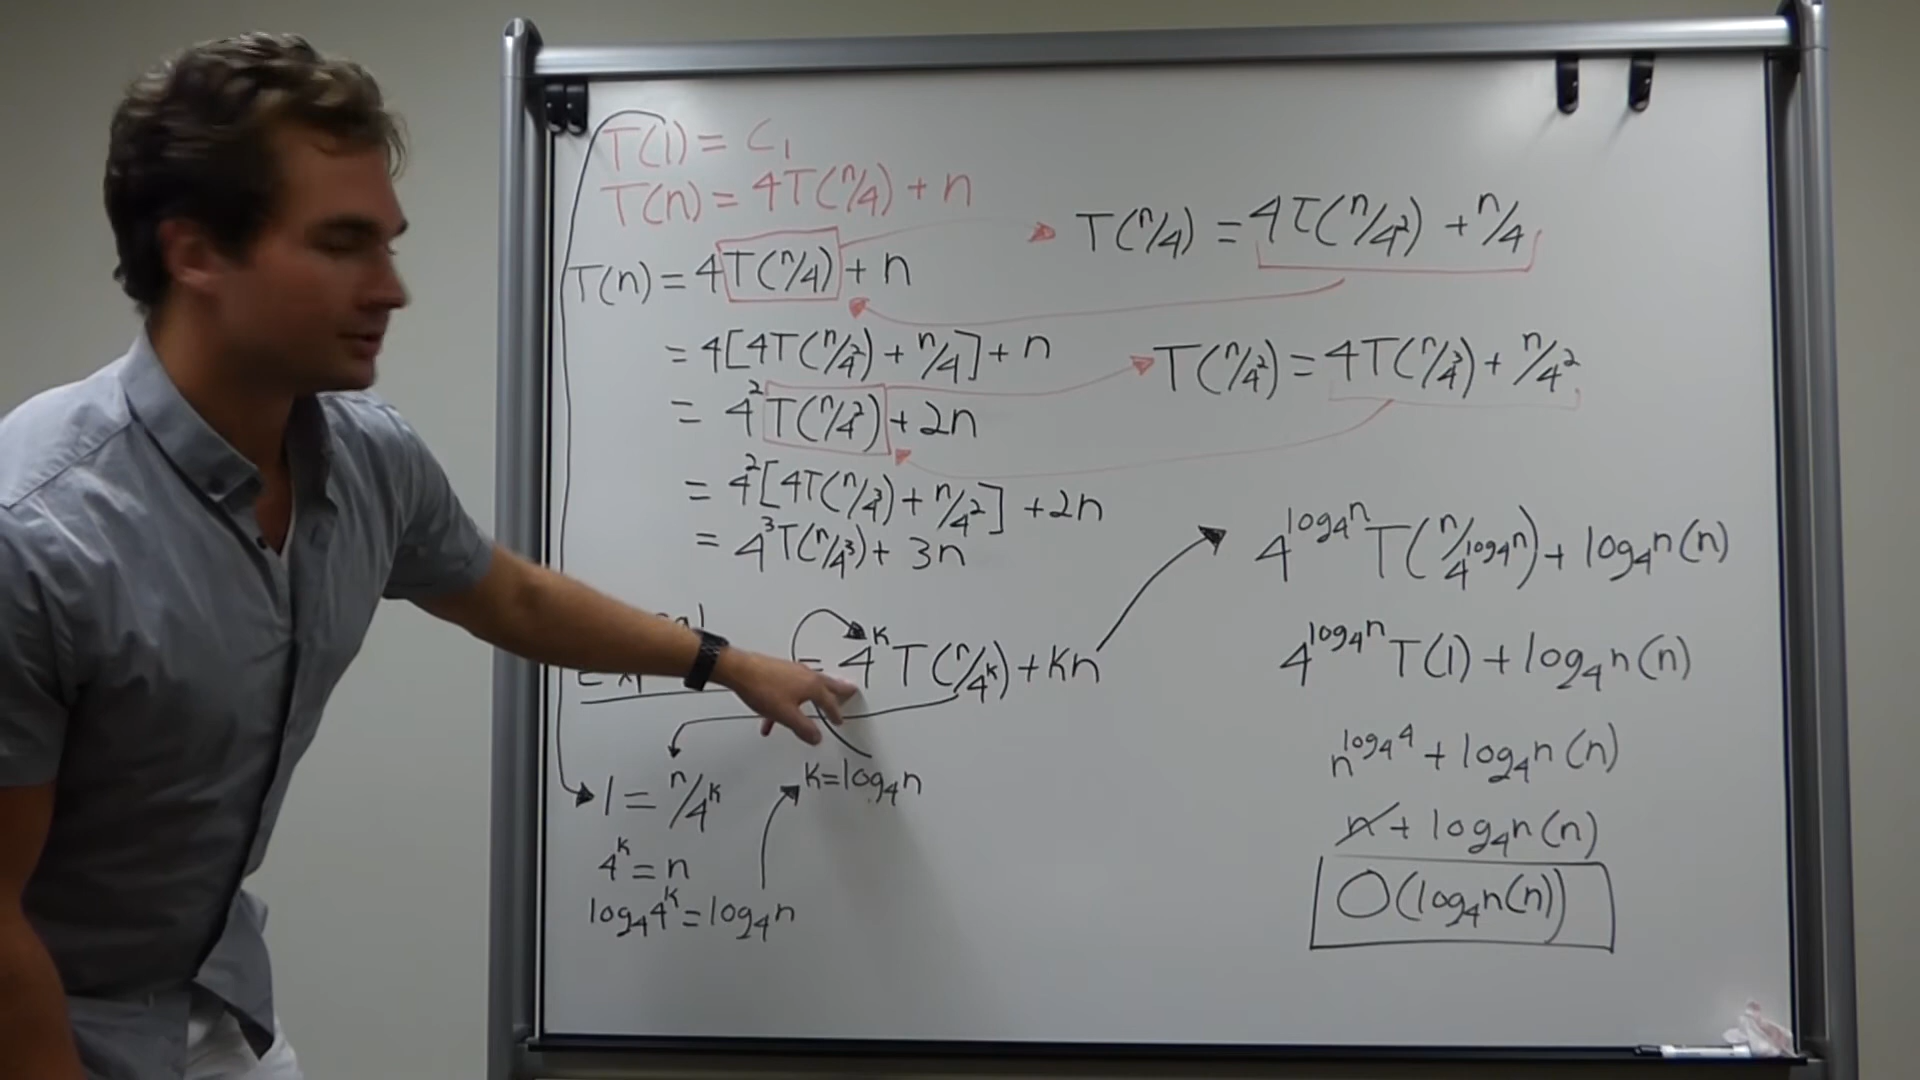 T(1) = C₁
T(n) = 4T(n/4) + n
T(n) = 4T(n/4) + n
T(n/4) = 4T(n/4²) + n/4
= 4[4T(n/4²) + n/4] + n
= 4²T(n/4²) + 2n
T(n/4²) = 4T(n/4³) + n/4²
= 4²[4T(n/4³) + n/4²] + 2n
= 4³T(n/4³) + 3n
= 4^k T(n/4^k) + kn
1 = n/4^k
4^k = n
log₄4^k = log₄n
k = log₄n
4^log₄n T(n/4^log₄n) + log₄n(n)
4^log₄n T(1) + log₄n(n)
n^log₄4 + log₄n(n)
n + log₄n(n)
O(log₄n(n))